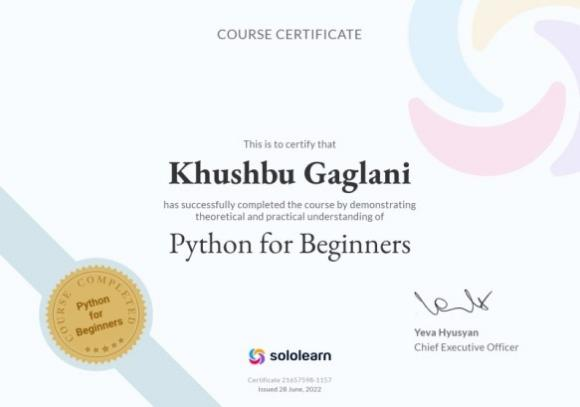 COURSE CERTIFICATE
This is to certify that
Khushbu Gaglani
has successfully completed the course by demonstrating
theoretical and practical understanding of
Python for Beginners
COURSE COMPLETED
Python
for
Beginners
Yeva Hyusyan
Chief Executive Officer
sololearn
Certificate 21657598-1157
Issued 28 June, 2022